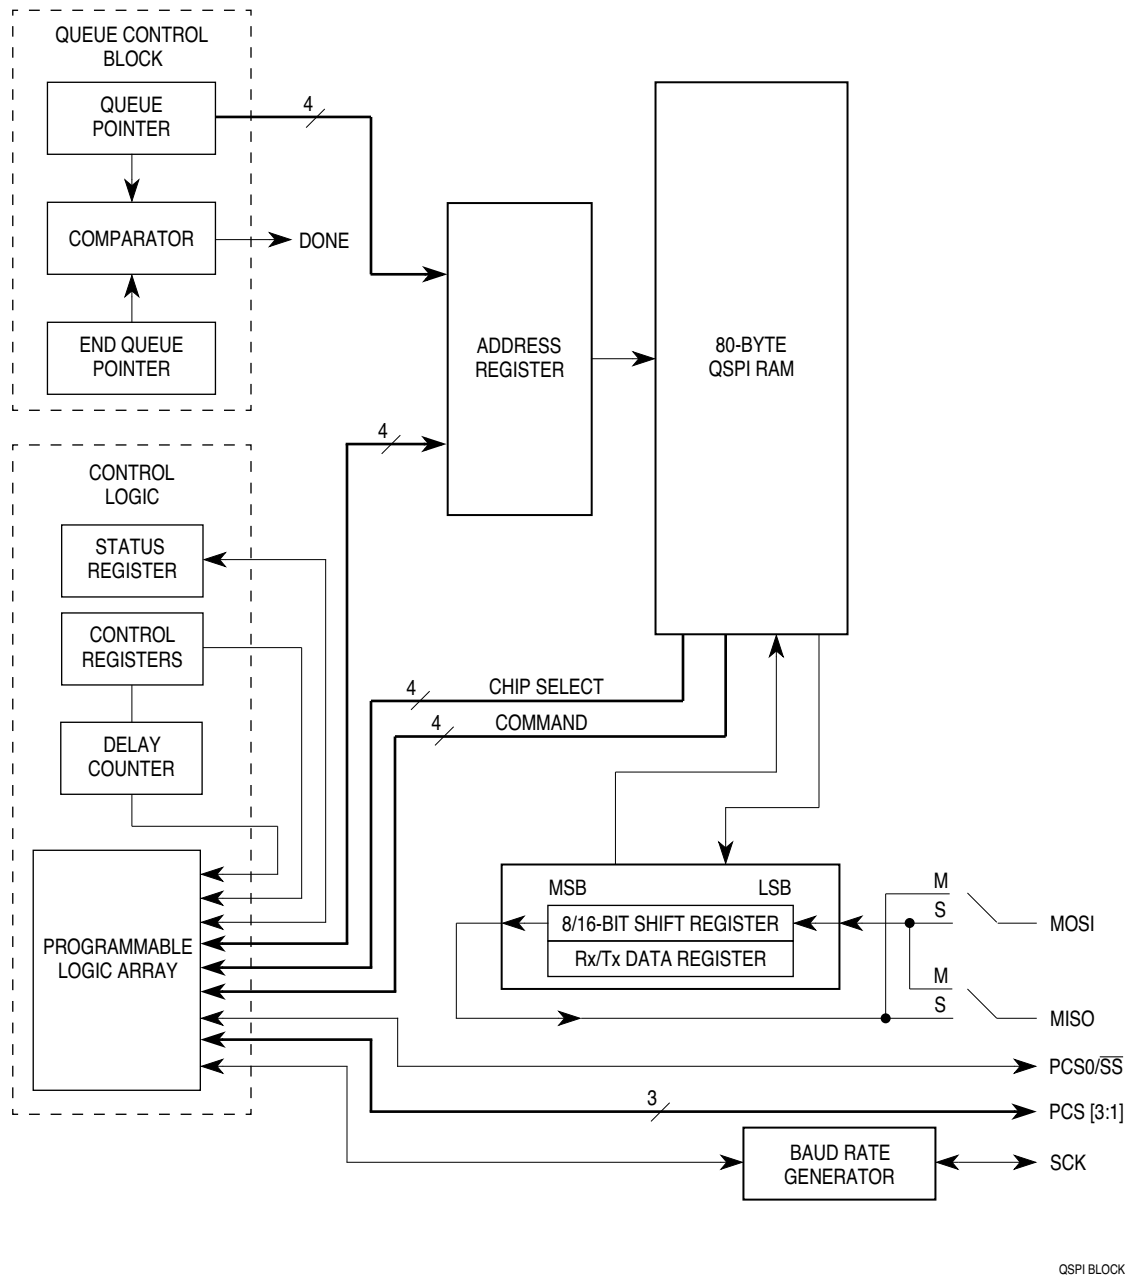 QUEUE CONTROL
BLOCK
QUEUE
POINTER
4
COMPARATOR
DONE
END QUEUE
POINTER
ADDRESS
REGISTER
80-BYTE
QSPI RAM
4
CONTROL
LOGIC
STATUS
REGISTER
CONTROL
REGISTERS
DELAY
COUNTER
PROGRAMMABLE
LOGIC ARRAY
4
CHIP SELECT
4
COMMAND
MSB
LSB
8/16-BIT SHIFT REGISTER
Rx/Tx DATA REGISTER
M
S
MOSI
M
S
MISO
PCS0/S̅S̅
3
PCS [3:1]
BAUD RATE
GENERATOR
SCK
QSPI BLOCK